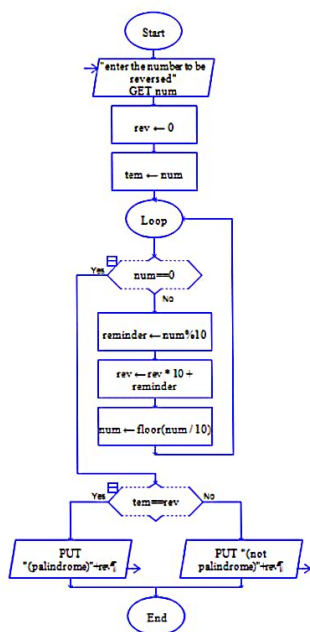 Start
"enter the number to be
reversed"
GET num
rev ← 0
tem ← num
Loop
Yes
num==0
No
reminder ← num%10
rev ← rev * 10 +
reminder
num ← floor(num / 10)
Yes
tem==rev
No
PUT
"(palindrome)"+rev¶
PUT "(not
palindrome)"+rev¶
End